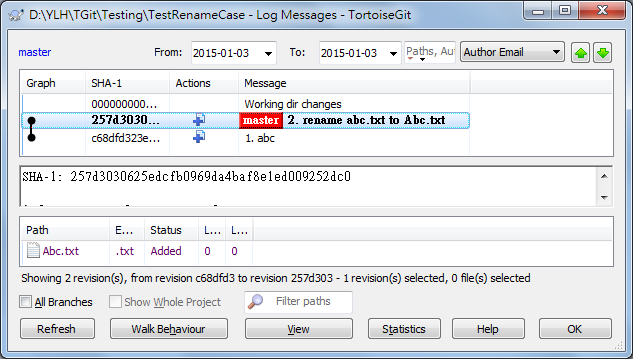 D:\YLH\TGit\Testing\TestRenameCase - Log Messages - TortoiseGit
master From: 2015-01-03 To: 2015-01-03 Paths, Aut Author Email
Graph SHA-1 Actions Message
000000000... Working dir changes
257d3030... master 2. rename abc.txt to Abc.txt
c68dfd323e... 1. abc
SHA-1: 257d3030625edcfb0969da4baf8e1ed009252dc0
Path E... Status L... L...
Abc.txt .txt Added 0 0
Showing 2 revision(s), from revision c68dfd3 to revision 257d303 - 1 revision(s) selected, 0 file(s) selected
All Branches Show Whole Project Filter paths
Refresh Walk Behaviour View Statistics Help OK